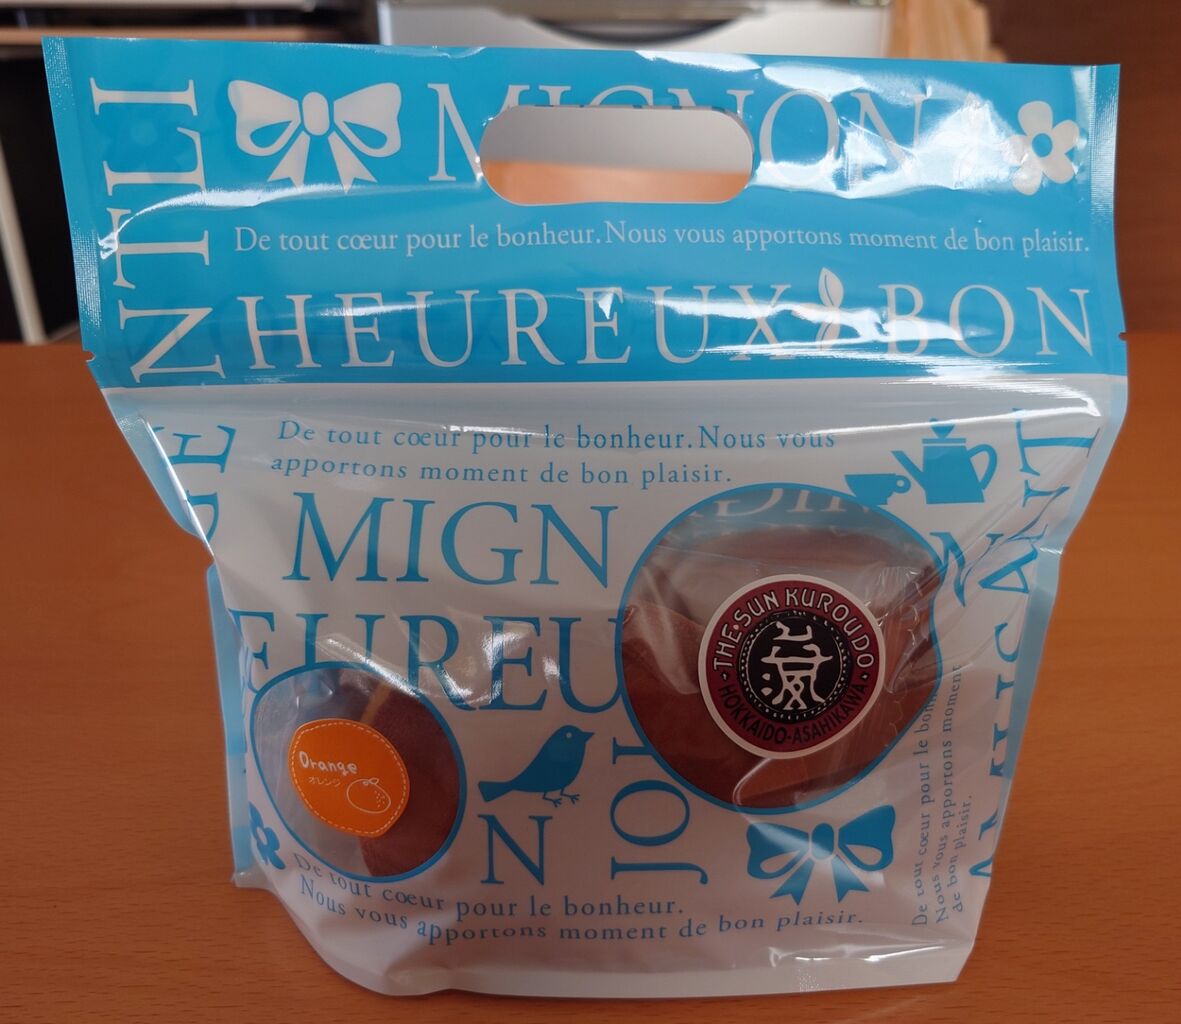 MIGNON
De tout cœur pour le bonheur. Nous vous apportons moment de bon plaisir.
NTLI
HEUREUX
BON
De tout cœur pour le bonheur. Nous vous
apportons moment de bon plaisir.
MIGN
EUREU
N
JOL
THE·SUN KUROUDO
HOKKAIDO-ASAHIKAWA
Orange
オレンジ
De tout cœur pour le bonheur.
Nous vous apportons moment de bon plaisir.
De tout cœur pour le bonheur
Nous vous apportons moment
de bon plaisir.
AMUSANT